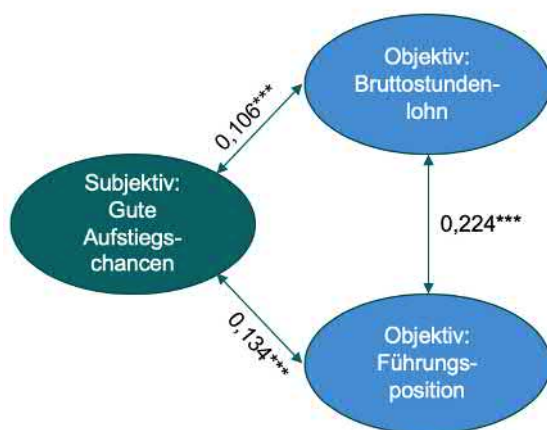 Objektiv:
Bruttostunden-
lohn
0,106***
Subjektiv:
Gute
Aufstiegs-
chancen
0,224***
0,134***
Objektiv:
Führungs-
position